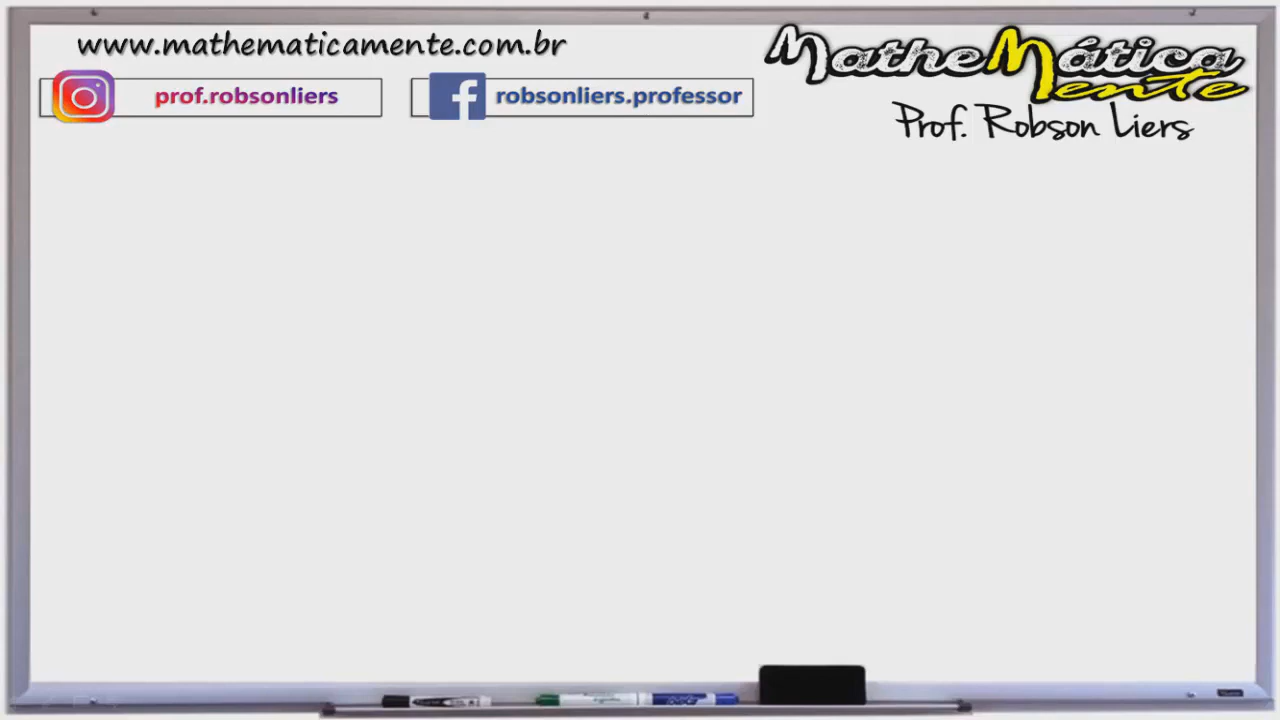 www.mathematicamente.com.br
MatheMática
mente
prof.robsonliers
robsonliers.professor
Prof. Robson Liers